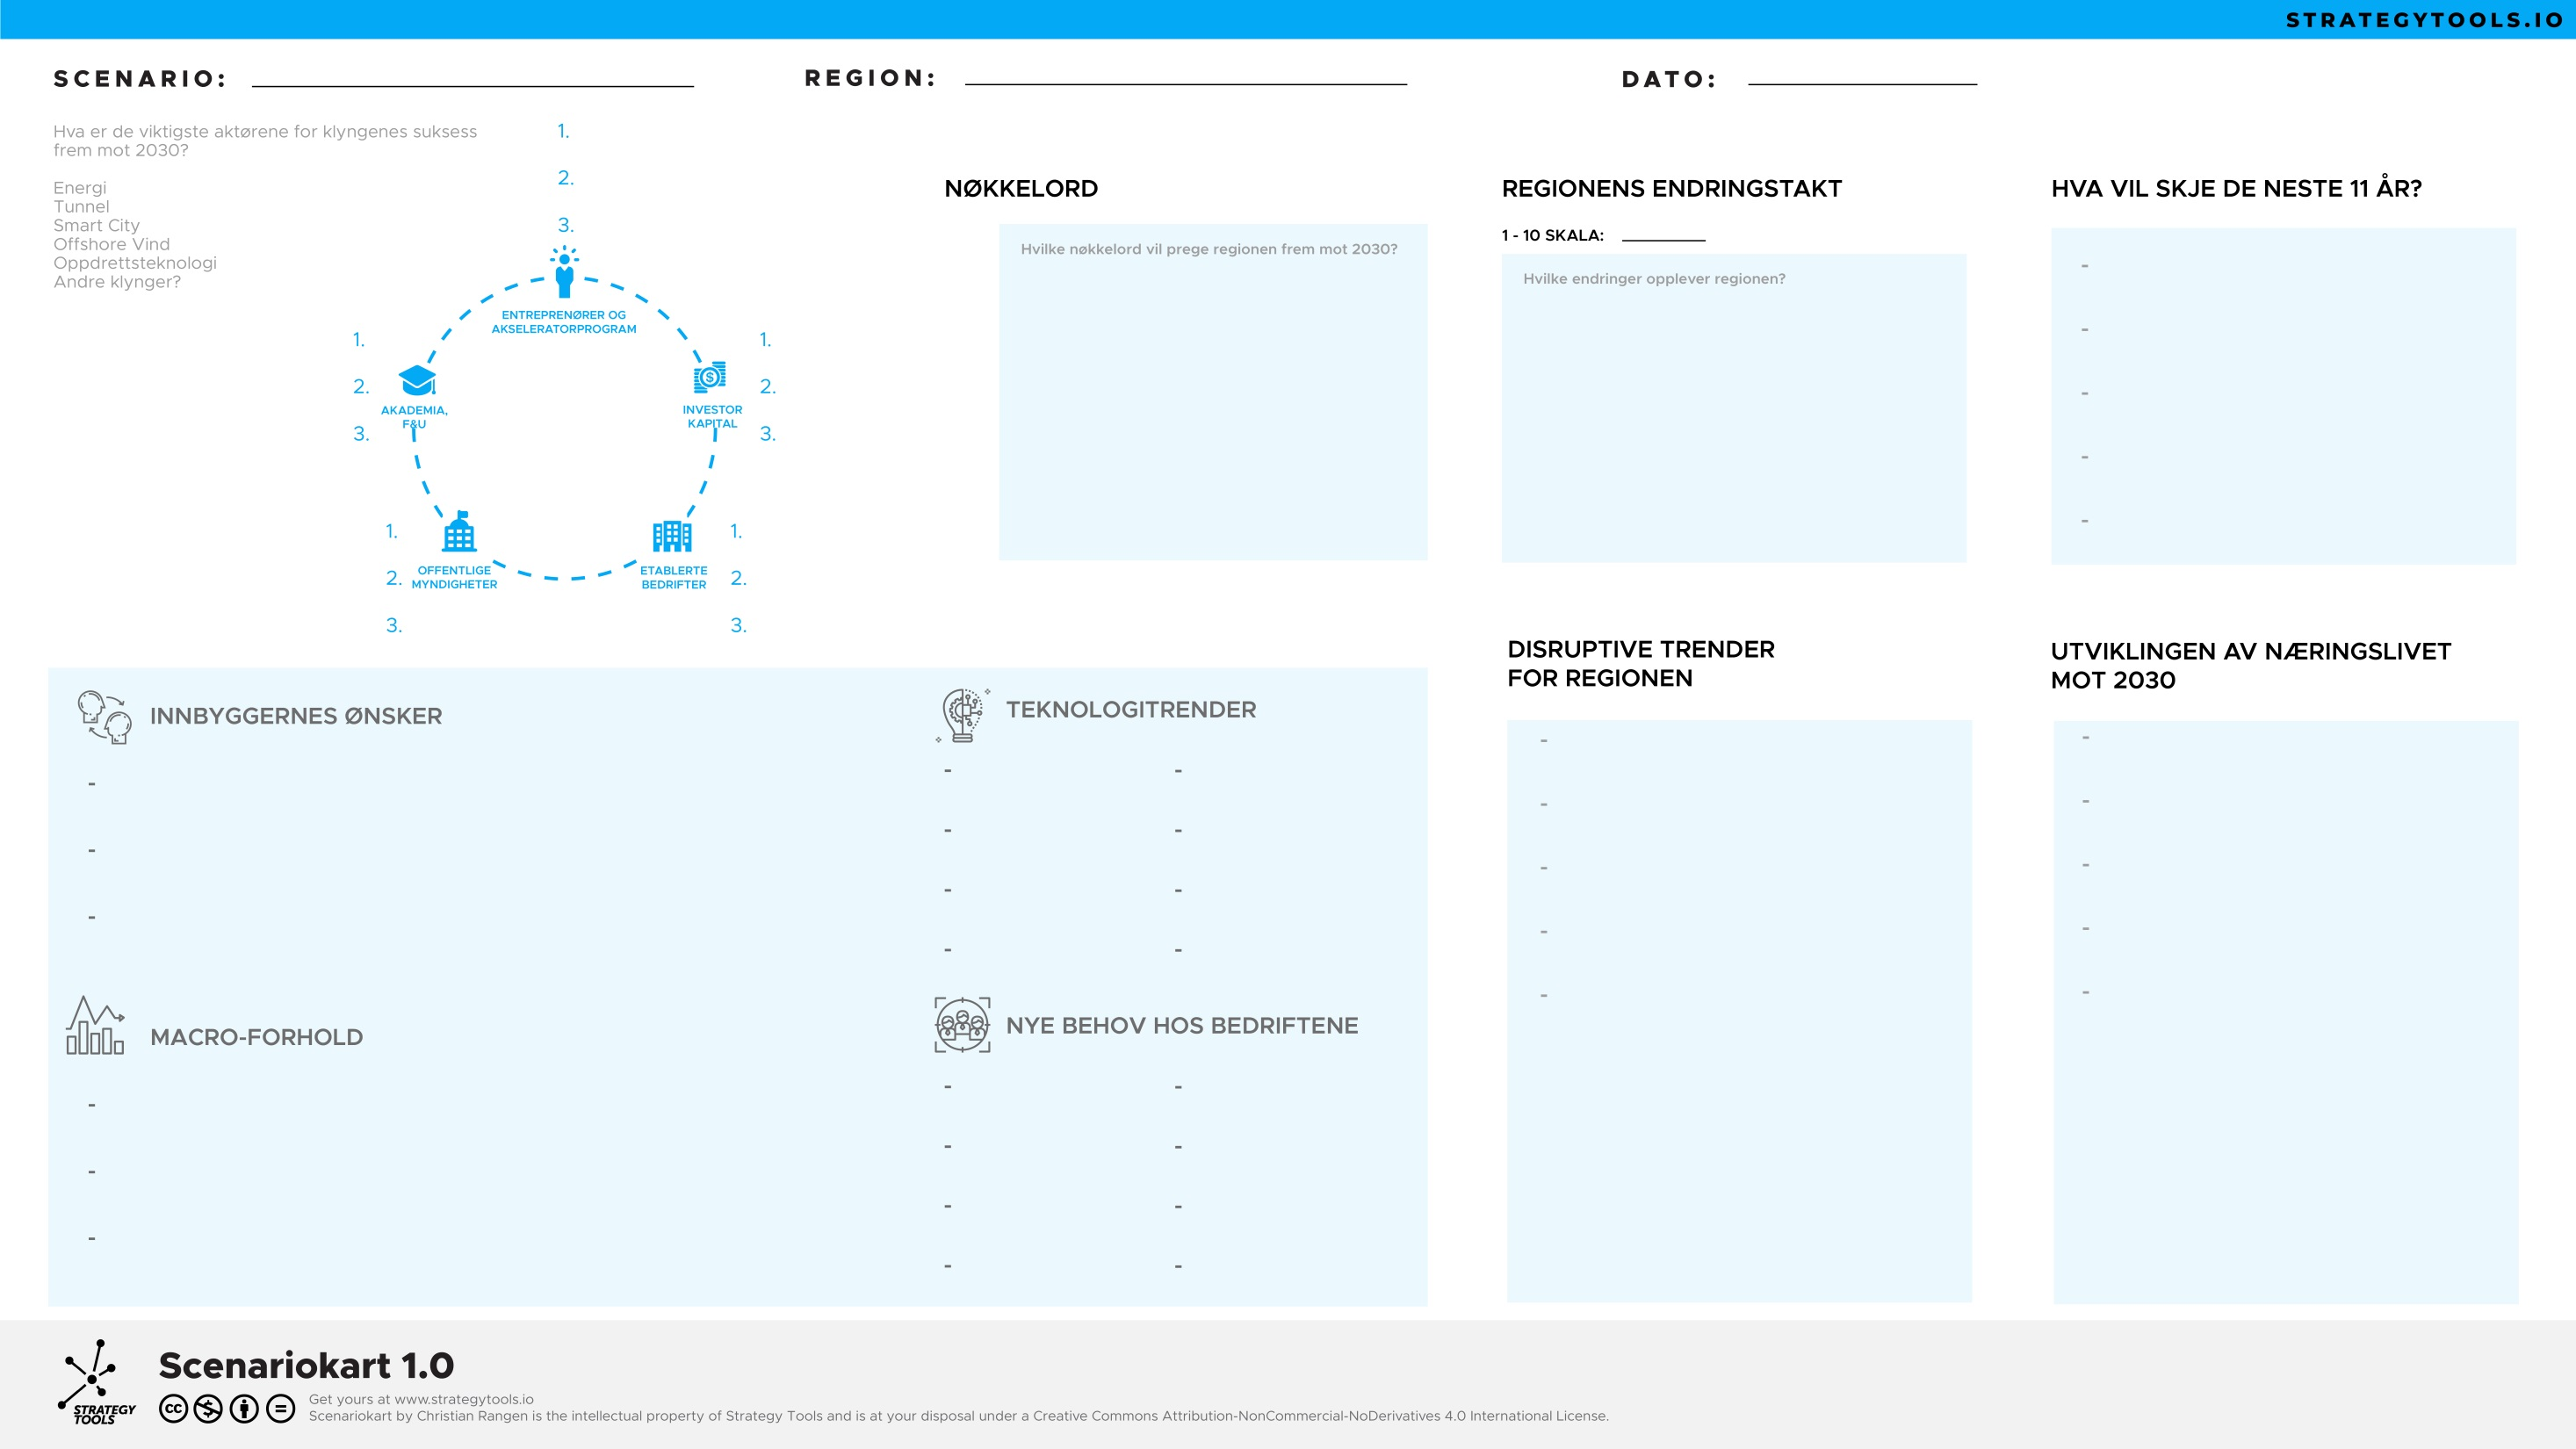 STRATEGYTOOLS.IO
SCENARIO:
REGION:
DATO:
Hva er de viktigste aktørene for klyngenes suksess
frem mot 2030?
Energi
Tunnel
Smart City
Offshore Vind
Oppdrettsteknologi
Andre klynger?
1.
2.
3.
ENTREPRENØRER OG
AKSELERATORPROGRAM
1.
2.
3.
AKADEMIA,
F&U
INVESTOR
KAPITAL
1.
2.
3.
1.
2.
3.
OFFENTLIGE
MYNDIGHETER
ETABLERTE
BEDRIFTER
1.
2.
3.
NØKKELORD
Hvilke nøkkelord vil prege regionen frem mot 2030?
REGIONENS ENDRINGSTAKT
1 - 10 SKALA:
Hvilke endringer opplever regionen?
HVA VIL SKJE DE NESTE 11 ÅR?
-
-
-
-
-
INNBYGGERNES ØNSKER
-
-
-
TEKNOLOGITRENDER
- -
- -
- -
- -
MACRO-FORHOLD
-
-
-
NYE BEHOV HOS BEDRIFTENE
- -
- -
- -
- -
DISRUPTIVE TRENDER
FOR REGIONEN
-
-
-
-
-
UTVIKLINGEN AV NÆRINGSLIVET
MOT 2030
-
-
-
-
-
STRATEGY
TOOLS
Scenariokart 1.0
cc $ =
Get yours at www.strategytools.io
Scenariokart by Christian Rangen is the intellectual property of Strategy Tools and is at your disposal under a Creative Commons Attribution-NonCommercial-NoDerivatives 4.0 International License.